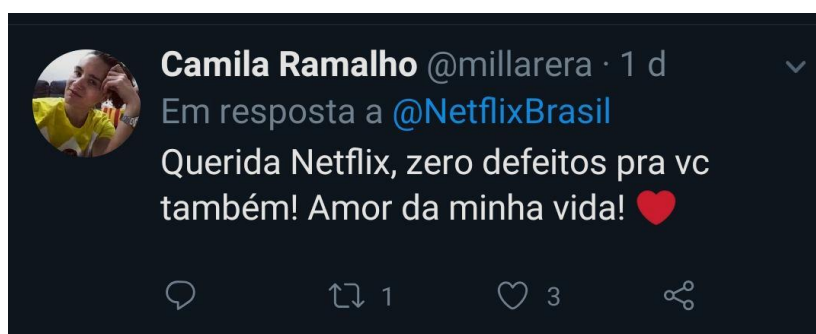 Camila Ramalho @millarera · 1 d
Em resposta a @NetflixBrasil
Querida Netflix, zero defeitos pra vc
também! Amor da minha vida! ❤️
1 3